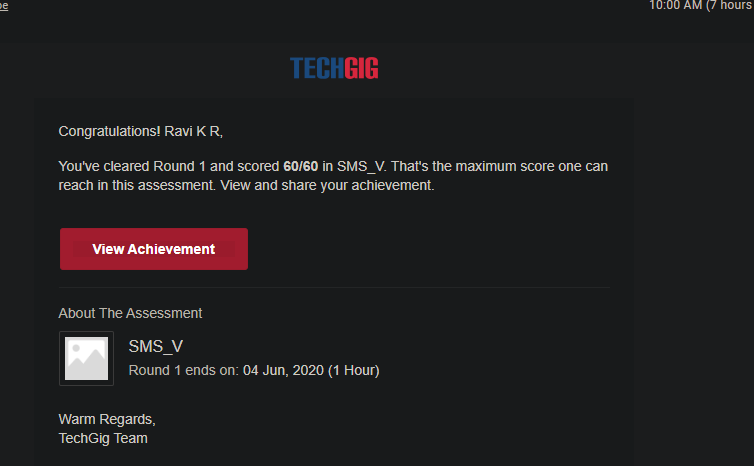 10:00 AM (7 hours
TECHGIG
Congratulations! Ravi K R,
You've cleared Round 1 and scored 60/60 in SMS_V. That's the maximum score one can
reach in this assessment. View and share your achievement.
View Achievement
About The Assessment
SMS_V
Round 1 ends on: 04 Jun, 2020 (1 Hour)
Warm Regards,
TechGig Team